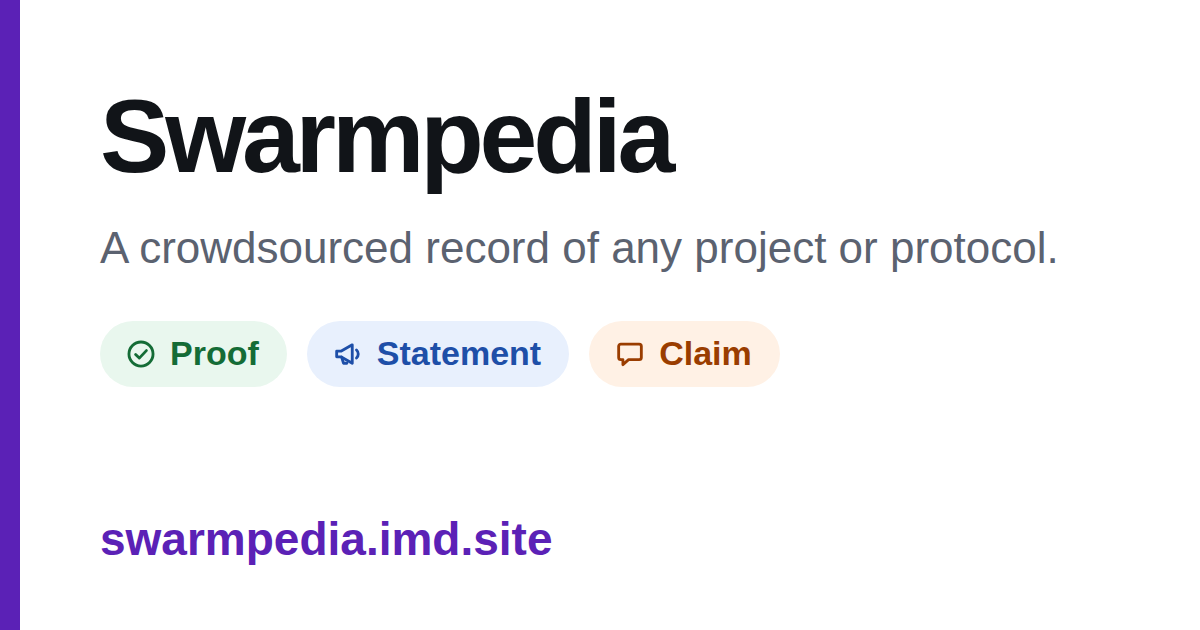 Swarmpedia
A crowdsourced record of any project or protocol.
Proof Statement Claim
swarmpedia.imd.site